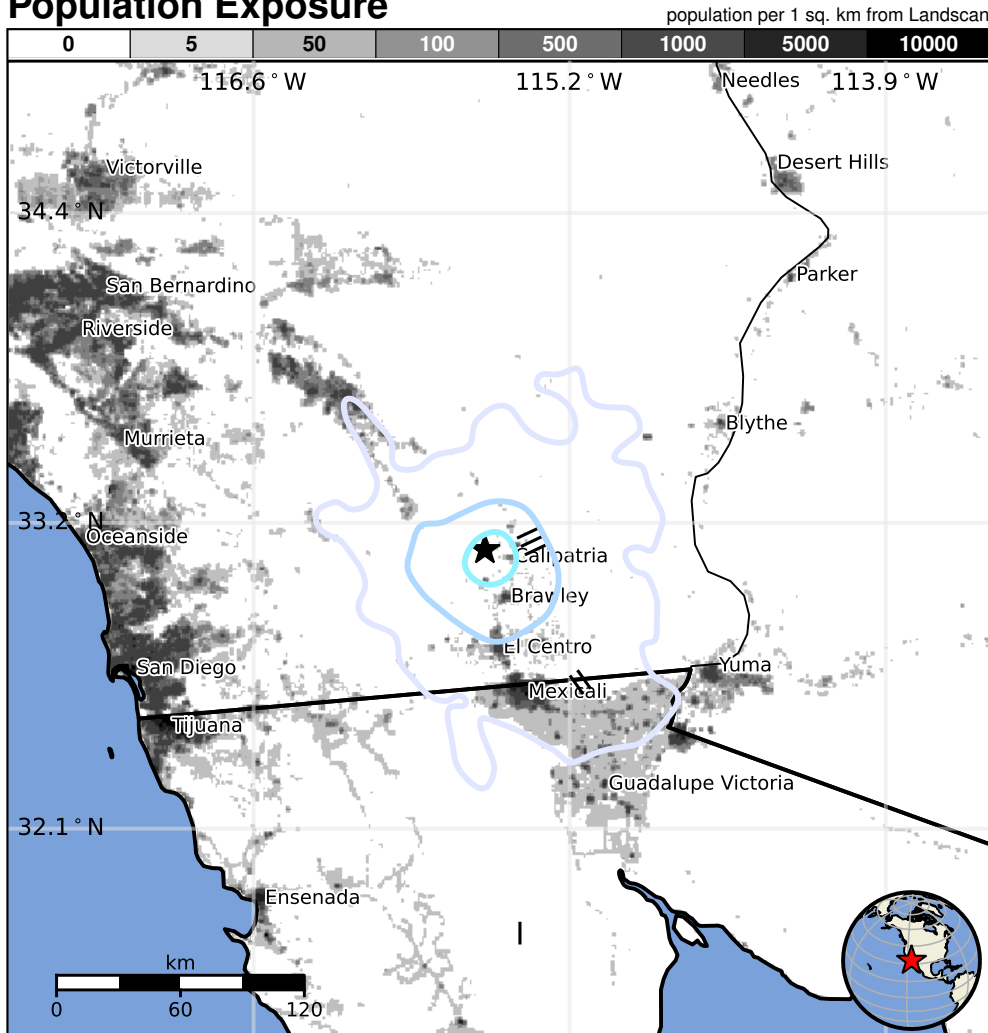 Population Exposure
population per 1 sq. km from Landscan
0 5 50 100 500 1000 5000 10000
116.6°W 115.2°W 113.9°W
Needles
Victorville
Desert Hills
34.4°N
Parker
San Bernardino
Riverside
Blythe
Murrieta
33.2°N
Oceanside
Calipatria
Brawley
El Centro
San Diego
Yuma
Mexicali
Tijuana
Guadalupe Victoria
32.1°N
Ensenada
km
0 60 120